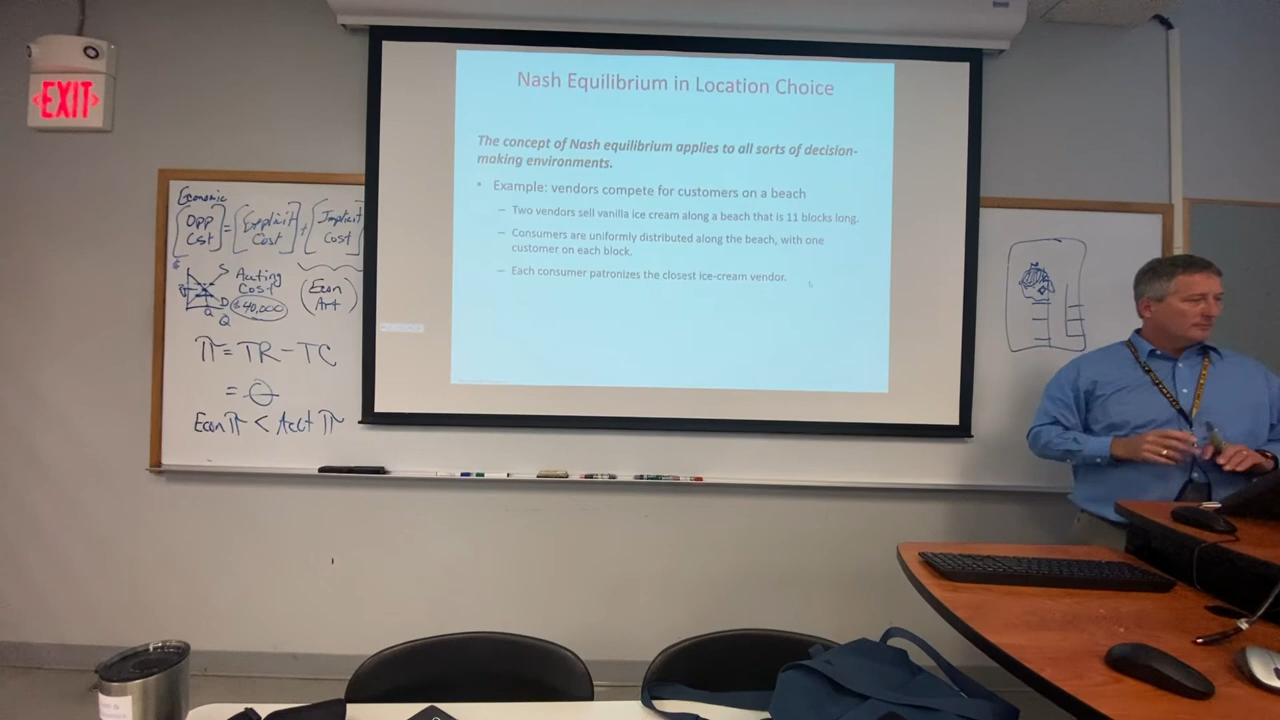 EXIT
Nash Equilibrium in Location Choice
The concept of Nash equilibrium applies to all sorts of decision-
making environments.
• Example: vendors compete for customers on a beach
– Two vendors sell vanilla ice cream along a beach that is 11 blocks long.
– Consumers are uniformly distributed along the beach, with one
customer on each block.
– Each consumer patronizes the closest ice-cream vendor.
Economic
[Opp Cst] = [Explicit Cost] + [Implicit Cost]
$ S
D
Q
Q
Accting
Cost
$40,000
(Econ
Art)
π = TR − TC
= θ
Econ π < Acct π